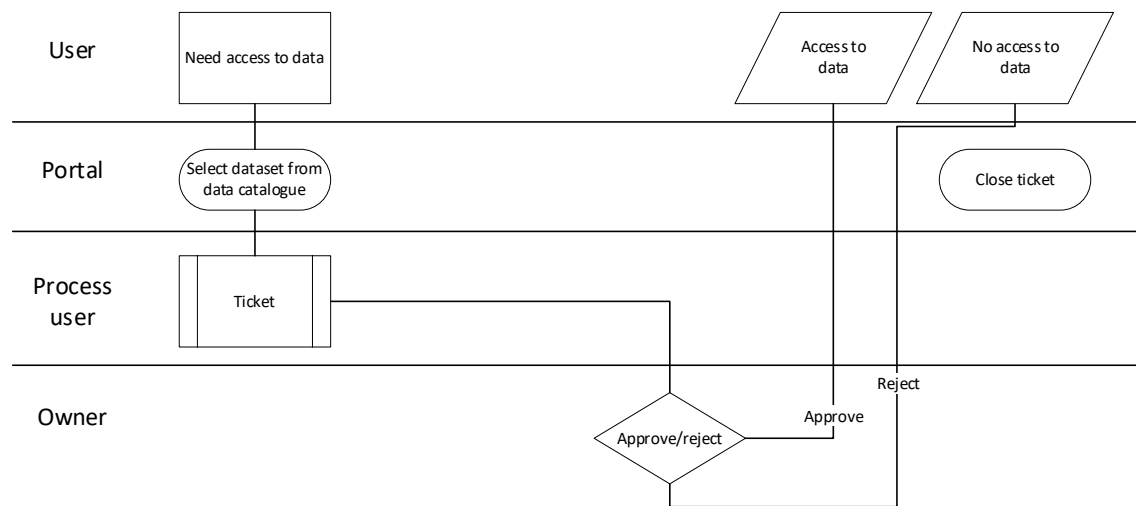 User
Need access to data
Access to
data
No access to
data
Portal
Select dataset from
data catalogue
Close ticket
Process
user
Ticket
Owner
Reject
Approve
Approve/reject